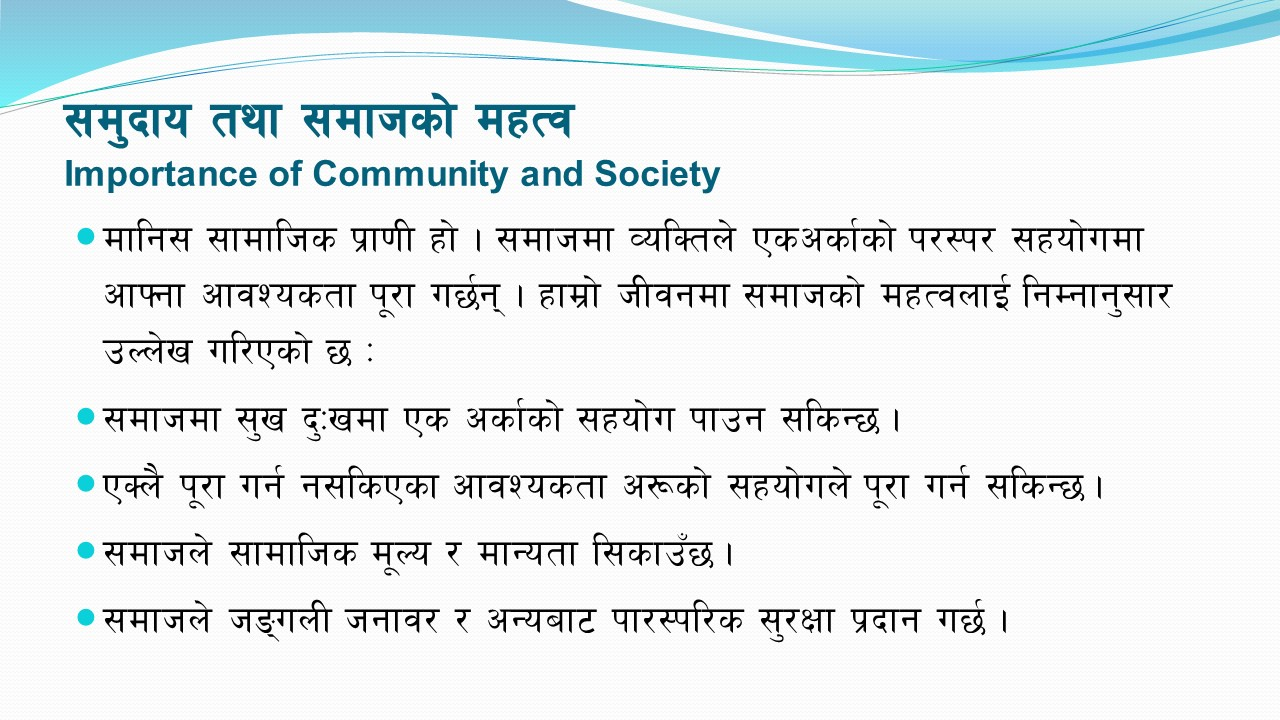 समुदाय तथा समाजको महत्व
Importance of Community and Society
मानिस सामाजिक प्राणी हो । समाजमा व्यक्तिले एकअर्काको परस्पर सहयोगमा
आफ्ना आवश्यकता पूरा गर्छन् । हाम्रो जीवनमा समाजको महत्वलाई निम्नानुसार
उल्लेख गरिएको छ :
समाजमा सुख दुःखमा एक अर्काको सहयोग पाउन सकिन्छ ।
एक्लै पूरा गर्न नसकिएका आवश्यकता अरूको सहयोगले पूरा गर्न सकिन्छ ।
समाजले सामाजिक मूल्य र मान्यता सिकाउँछ ।
समाजले जङ्गली जनावर र अन्यबाट पारस्परिक सुरक्षा प्रदान गर्छ ।